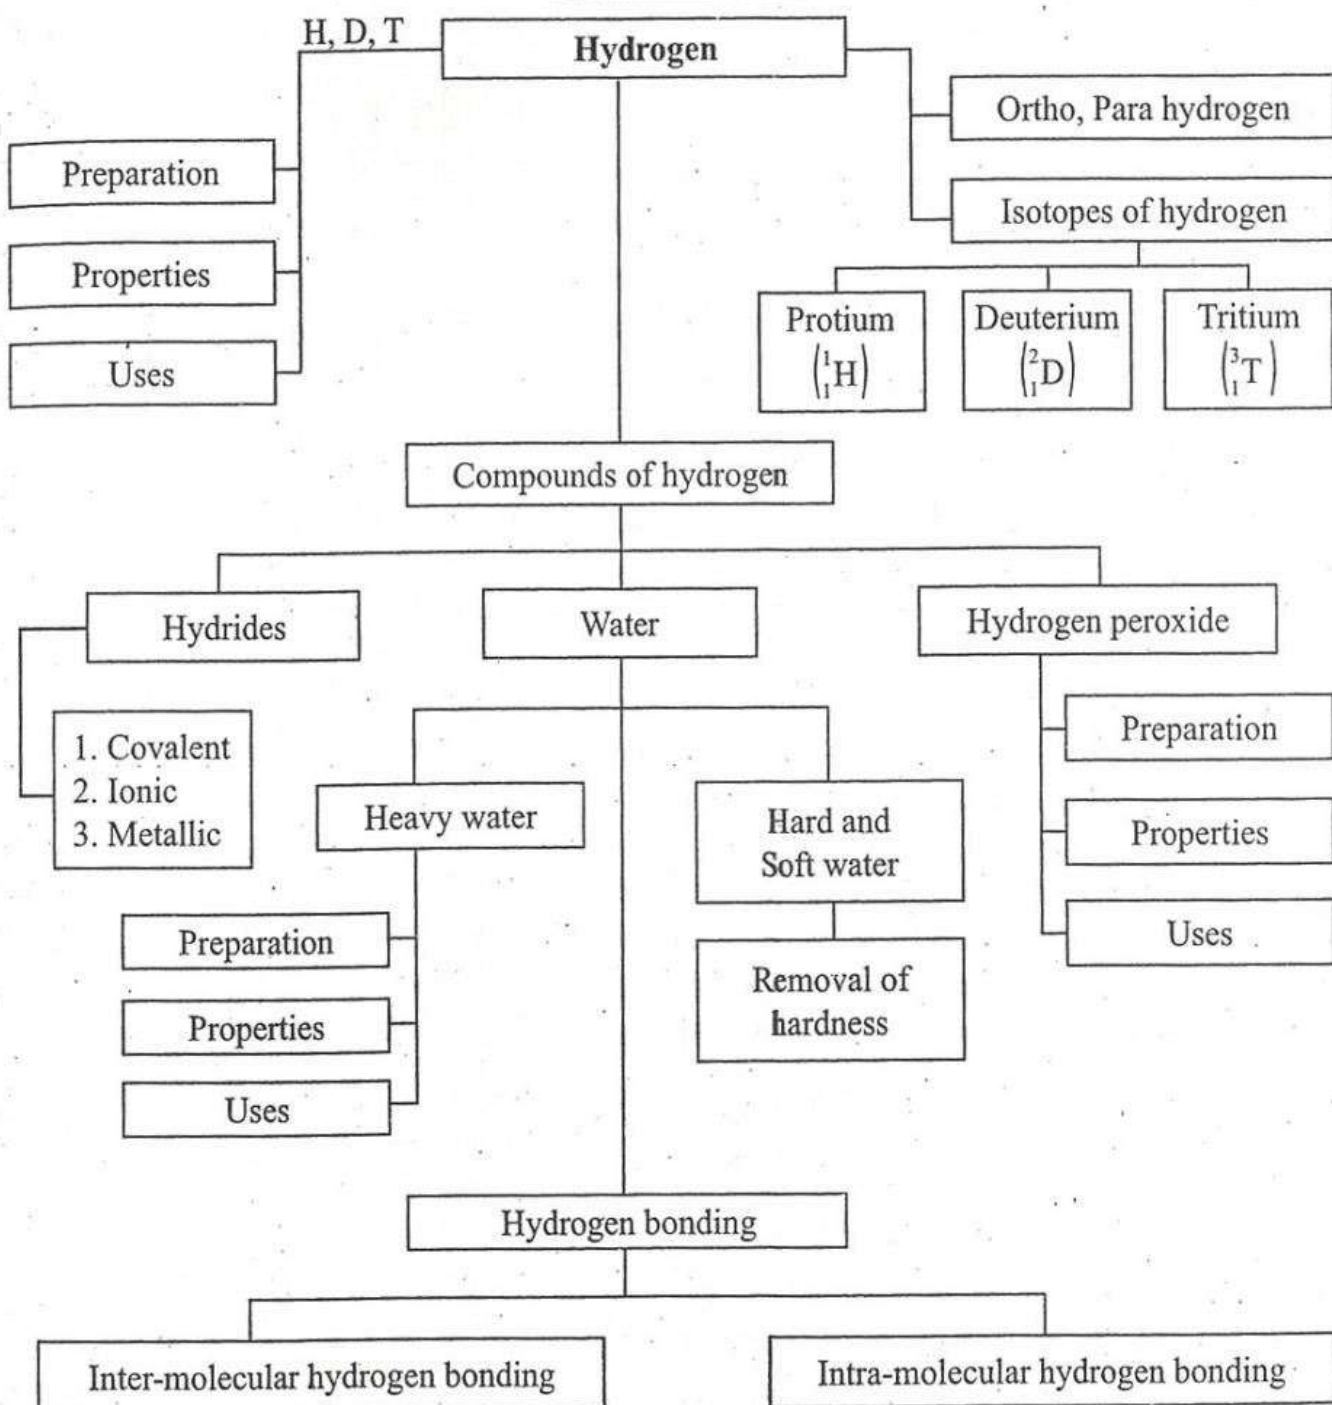 H, D, T
Hydrogen
Ortho, Para hydrogen
Preparation
Isotopes of hydrogen
Properties
Protium
(¹₁H)
Deuterium
(²₁D)
Tritium
(³₁T)
Uses
Compounds of hydrogen
Hydrides
Water
Hydrogen peroxide
1. Covalent
2. Ionic
3. Metallic
Heavy water
Hard and
Soft water
Preparation
Properties
Uses
Preparation
Properties
Uses
Removal of
hardness
Hydrogen bonding
Inter-molecular hydrogen bonding
Intra-molecular hydrogen bonding